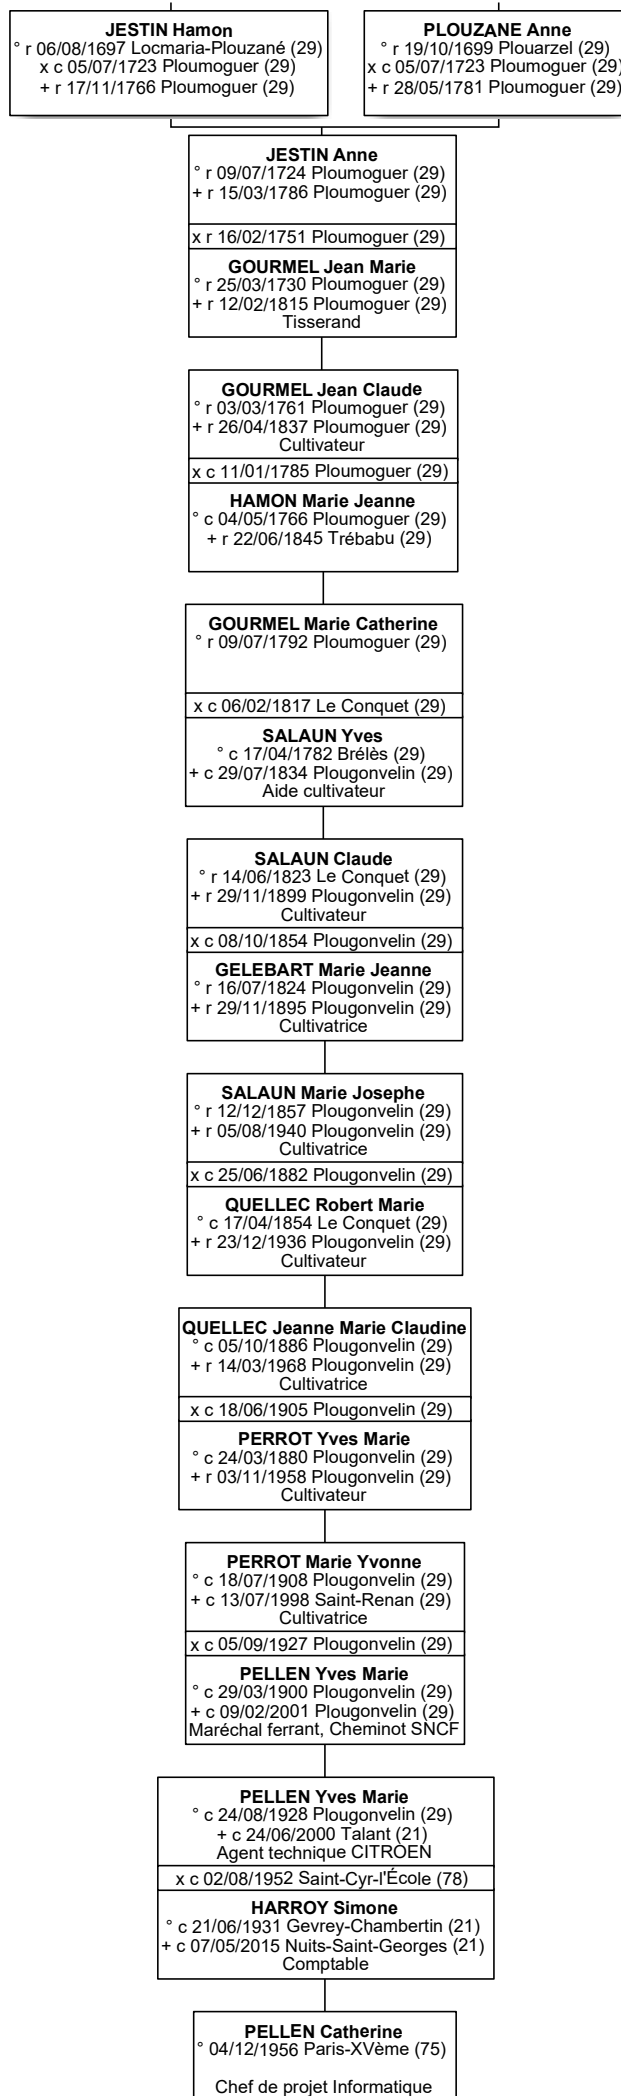 JESTIN Hamon
° r 06/08/1697 Locmaria-Plouzané (29)
x c 05/07/1723 Ploumoguer (29)
+ r 17/11/1766 Ploumoguer (29)
PLOUZANE Anne
° r 19/10/1699 Plouarzel (29)
x c 05/07/1723 Ploumoguer (29)
+ r 28/05/1781 Ploumoguer (29)
JESTIN Anne
° r 09/07/1724 Ploumoguer (29)
+ r 15/03/1786 Ploumoguer (29)
x r 16/02/1751 Ploumoguer (29)
GOURMEL Jean Marie
° r 25/03/1730 Ploumoguer (29)
+ r 12/02/1815 Ploumoguer (29)
Tisserand
GOURMEL Jean Claude
° r 03/03/1761 Ploumoguer (29)
+ r 26/04/1837 Ploumoguer (29)
Cultivateur
x c 11/01/1785 Ploumoguer (29)
HAMON Marie Jeanne
° c 04/05/1766 Ploumoguer (29)
+ r 22/06/1845 Trébabu (29)
GOURMEL Marie Catherine
° r 09/07/1792 Ploumoguer (29)
x c 06/02/1817 Le Conquet (29)
SALAUN Yves
° c 17/04/1782 Brélès (29)
+ c 29/07/1834 Plougonvelin (29)
Aide cultivateur
SALAUN Claude
° r 14/06/1823 Le Conquet (29)
+ r 29/11/1899 Plougonvelin (29)
Cultivateur
x c 08/10/1854 Plougonvelin (29)
GELEBART Marie Jeanne
° r 16/07/1824 Plougonvelin (29)
+ r 29/11/1895 Plougonvelin (29)
Cultivatrice
SALAUN Marie Josephe
° r 12/12/1857 Plougonvelin (29)
+ r 05/08/1940 Plougonvelin (29)
Cultivatrice
x c 25/06/1882 Plougonvelin (29)
QUELLEC Robert Marie
° c 17/04/1854 Le Conquet (29)
+ r 23/12/1936 Plougonvelin (29)
Cultivateur
QUELLEC Jeanne Marie Claudine
° c 05/10/1886 Plougonvelin (29)
+ r 14/03/1968 Plougonvelin (29)
Cultivatrice
x c 18/06/1905 Plougonvelin (29)
PERROT Yves Marie
° c 24/03/1880 Plougonvelin (29)
+ r 03/11/1958 Plougonvelin (29)
Cultivateur
PERROT Marie Yvonne
° c 18/07/1908 Plougonvelin (29)
+ c 13/07/1998 Saint-Renan (29)
Cultivatrice
x c 05/09/1927 Plougonvelin (29)
PELLEN Yves Marie
° c 29/03/1900 Plougonvelin (29)
+ c 09/02/2001 Plougonvelin (29)
Maréchal ferrant, Cheminot SNCF
PELLEN Yves Marie
° c 24/08/1928 Plougonvelin (29)
+ c 24/06/2000 Talant (21)
Agent technique CITROEN
x c 02/08/1952 Saint-Cyr-l'École (78)
HARROY Simone
° c 21/06/1931 Gevrey-Chambertin (21)
+ c 07/05/2015 Nuits-Saint-Georges (21)
Comptable
PELLEN Catherine
° 04/12/1956 Paris-XVème (75)
Chef de projet Informatique